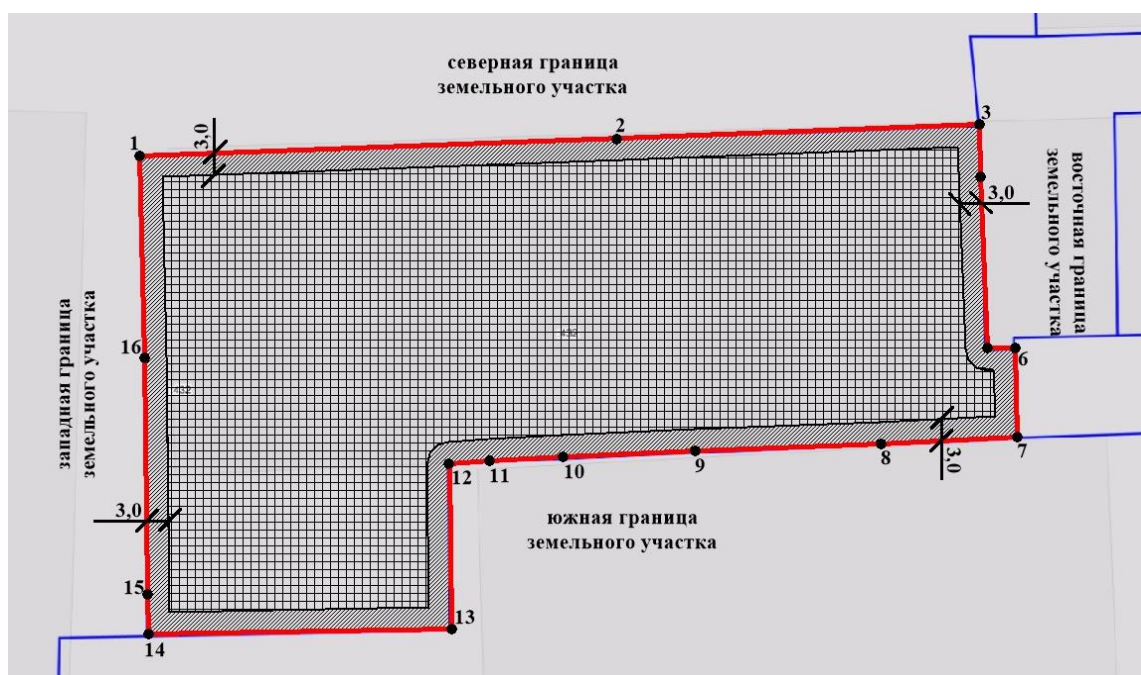 северная граница
земельного участка
1
3,0
2
3
3,0
восточная граница
земельного участка
432
16
432
западная граница
земельного участка
6
7
3,0
8
9
10
11
12
южная граница
земельного участка
3,0
15
14
13